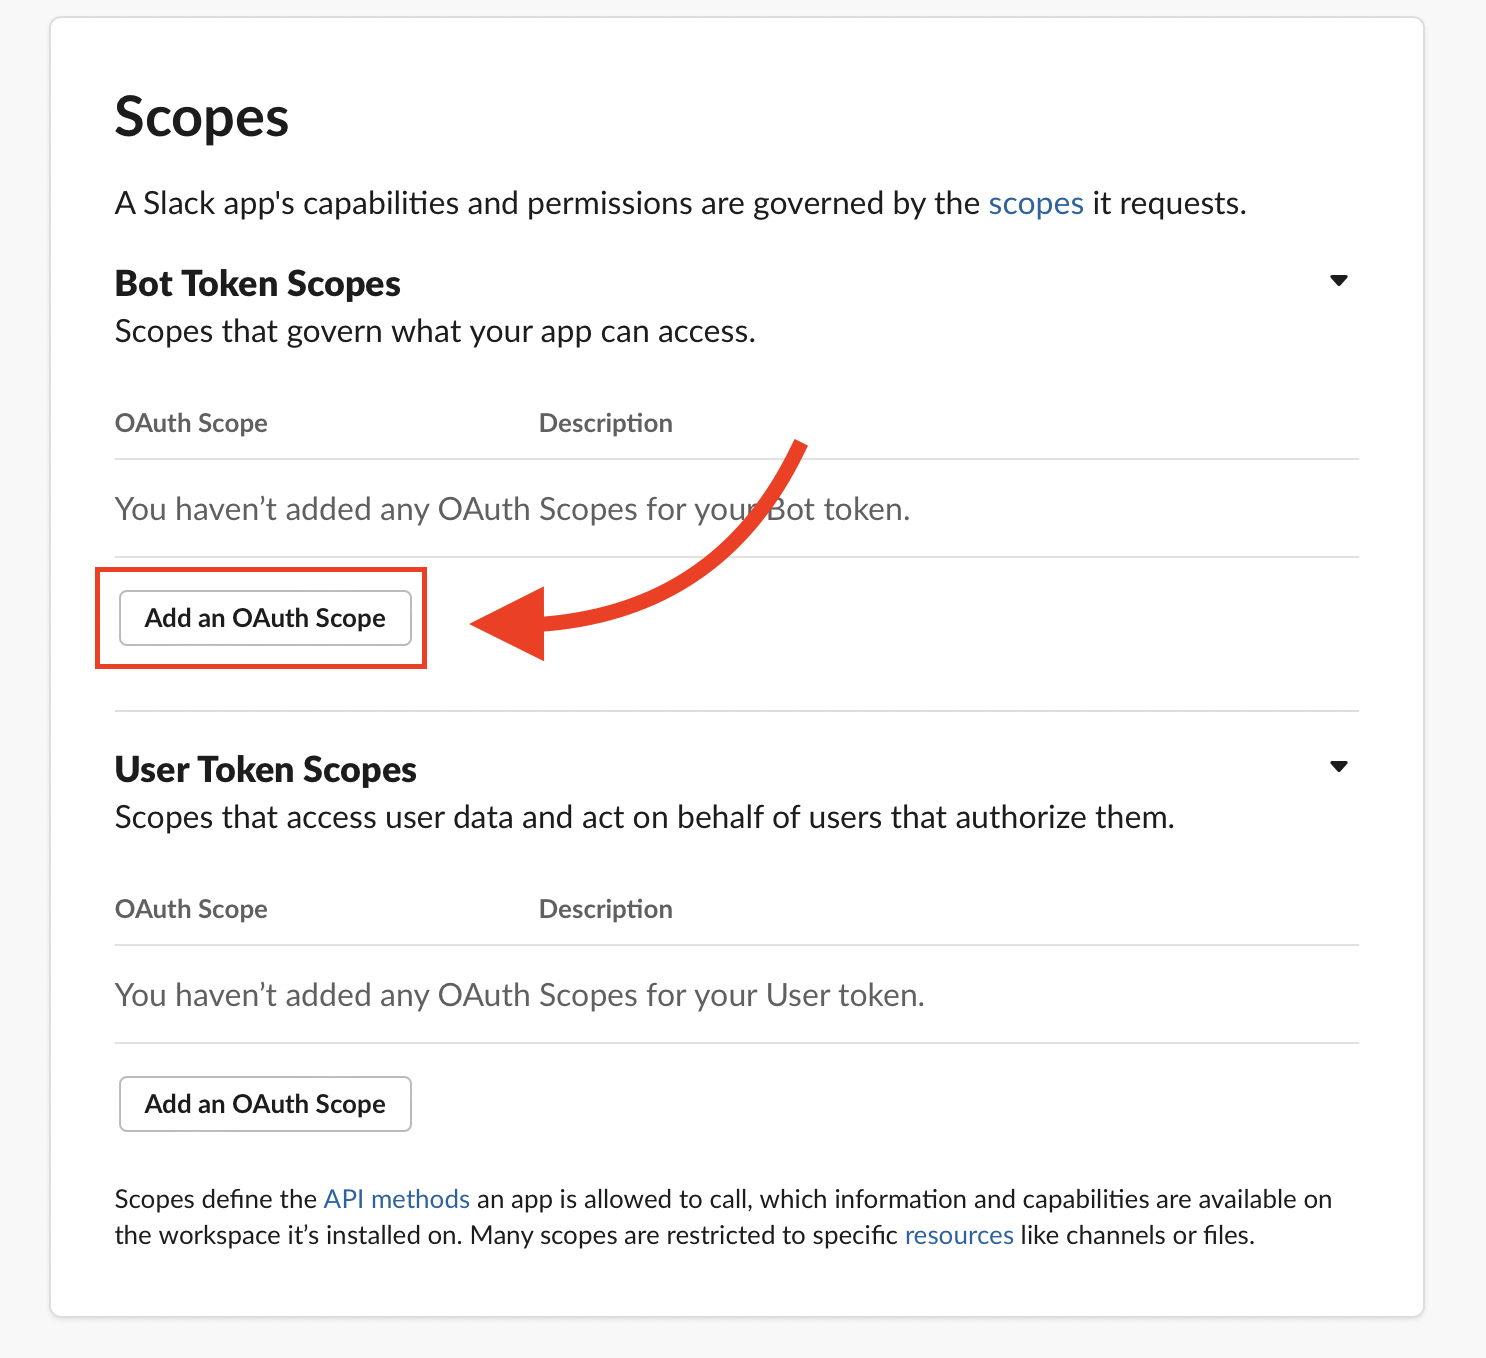 Scopes
A Slack app's capabilities and permissions are governed by the scopes it requests.
Bot Token Scopes
Scopes that govern what your app can access.
OAuth Scope Description
You haven’t added any OAuth Scopes for your Bot token.
Add an OAuth Scope
User Token Scopes
Scopes that access user data and act on behalf of users that authorize them.
OAuth Scope Description
You haven’t added any OAuth Scopes for your User token.
Add an OAuth Scope
Scopes define the API methods an app is allowed to call, which information and capabilities are available on
the workspace it’s installed on. Many scopes are restricted to specific resources like channels or files.